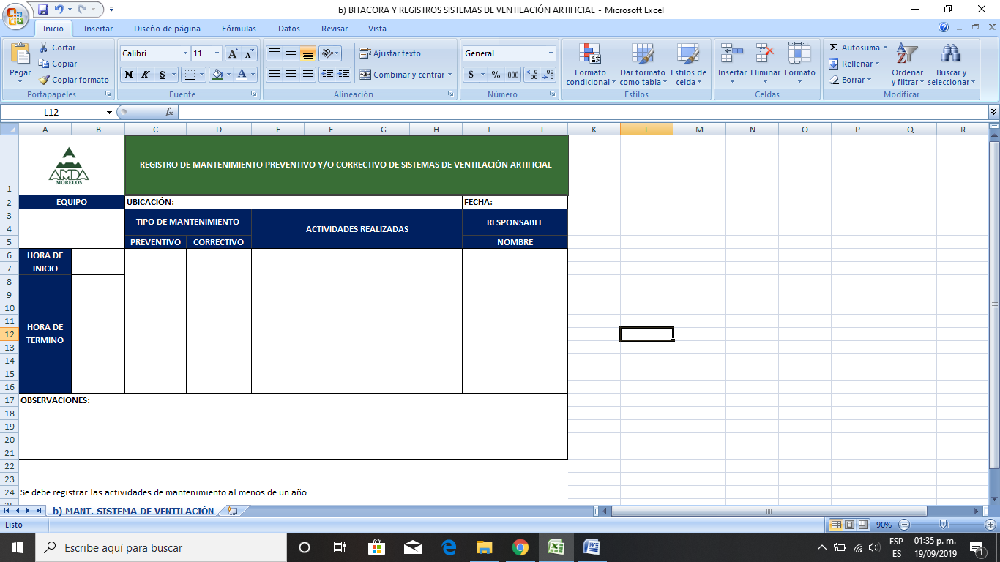 b) BITACORA Y REGISTROS SISTEMAS DE VENTILACIÓN ARTIFICIAL - Microsoft Excel
Inicio Insertar Diseño de página Fórmulas Datos Revisar Vista
Pegar
Cortar
Copiar
Copiar formato
Portapapeles
Calibri 11
N K S
Fuente
Ajustar texto
Combinar y centrar
Alineación
General
$ % 000
Número
Formato condicional
Dar formato como tabla
Estilos de celda
Estilos
Insertar Eliminar Formato
Celdas
Σ Autosuma
Rellenar
Borrar
Ordenar y filtrar
Buscar y seleccionar
Modificar
L12 fx
A B C D E F G H I J K L M N O P Q R
1
AMDA
MORELOS
REGISTRO DE MANTENIMIENTO PREVENTIVO Y/O CORRECTIVO DE SISTEMAS DE VENTILACIÓN ARTIFICIAL
2 EQUIPO UBICACIÓN: FECHA:
3
4
TIPO DE MANTENIMIENTO ACTIVIDADES REALIZADAS RESPONSABLE
5 PREVENTIVO CORRECTIVO NOMBRE
6 HORA DE
7 INICIO
8
9
10
11
12
13
HORA DE
TERMINO
14
15
16
17 OBSERVACIONES:
18
19
20
21
22
23
24 Se debe registrar las actividades de mantenimiento al menos de un año.
b) MANT. SISTEMA DE VENTILACIÓN
Listo 90%
Escribe aquí para buscar
ESP
ES
01:35 p. m.
19/09/2019
1